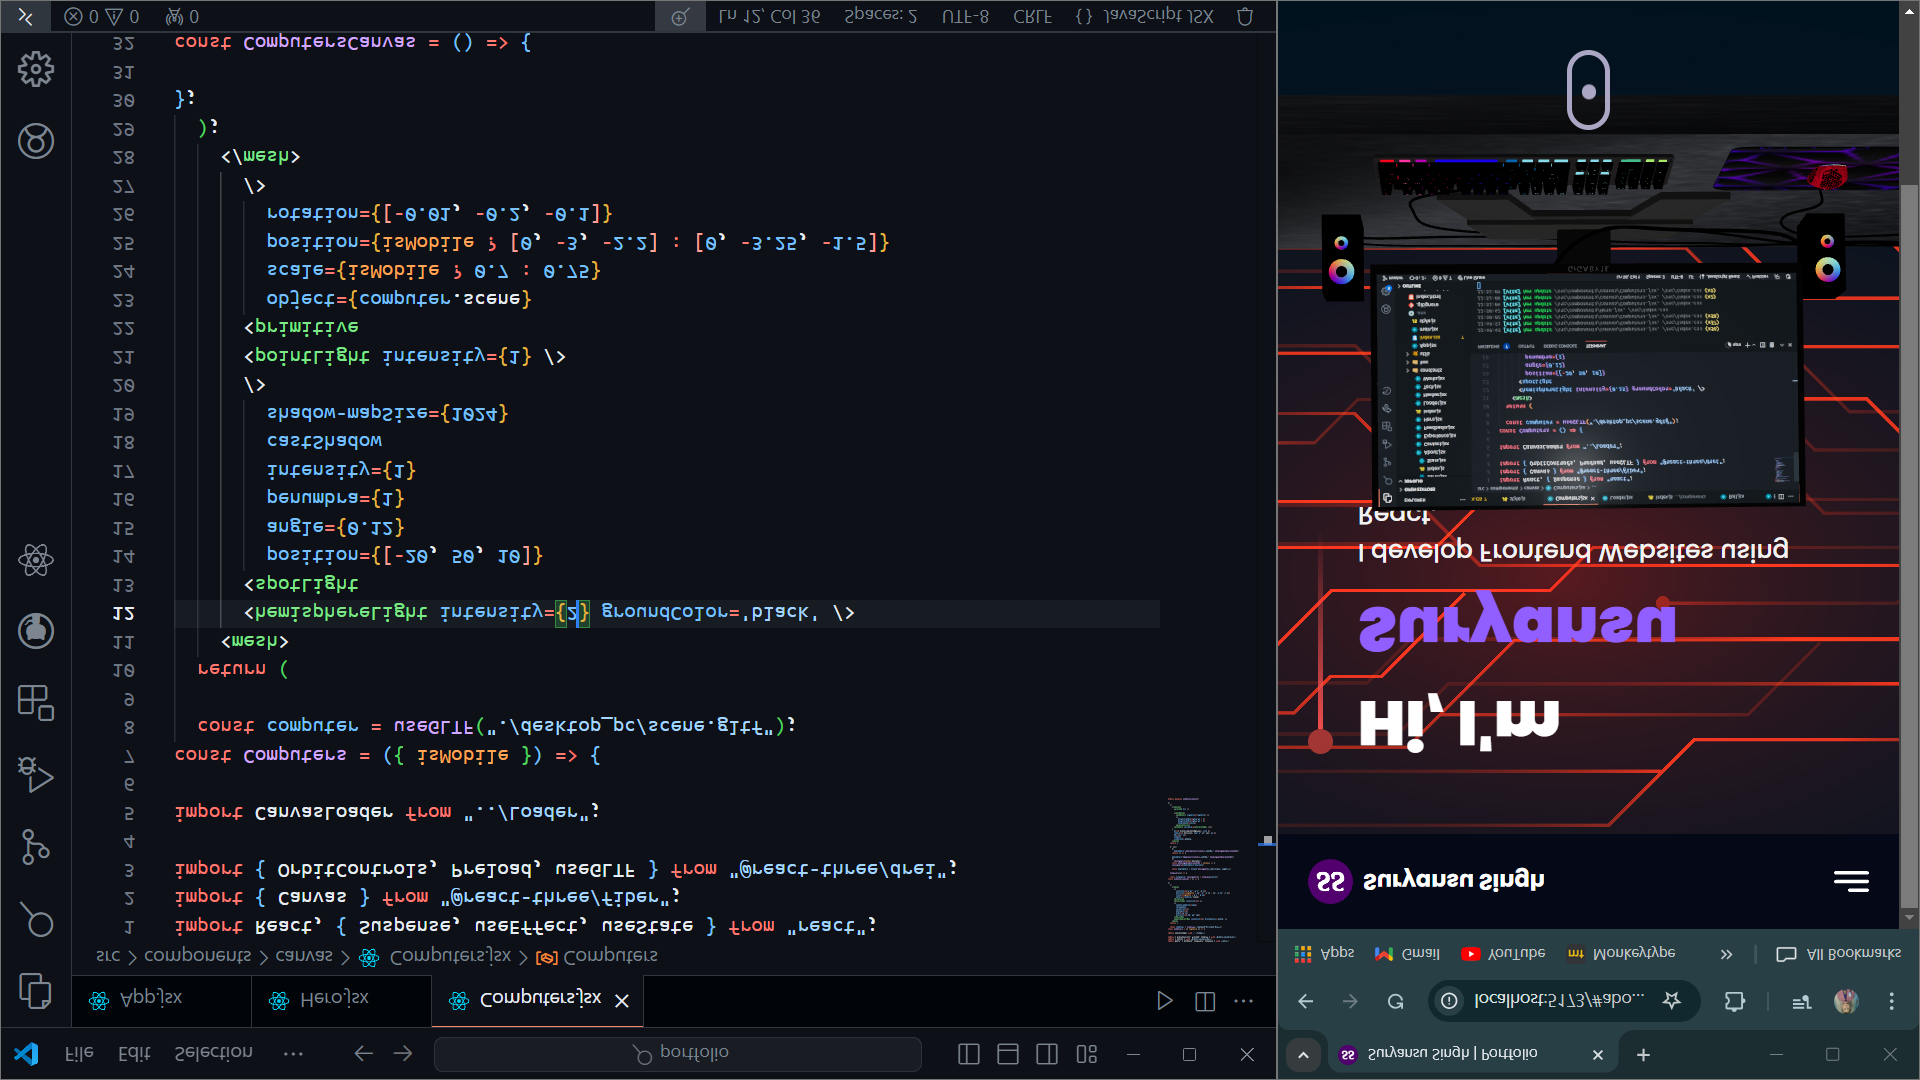 File Edit Selection ... portfolio
App.jsx Hero.jsx Computers.jsx
src > components > canvas > Computers.jsx > Computers
1 import React, { Suspense, useEffect, useState } from "react";
2 import { Canvas } from "@react-three/fiber";
3 import { OrbitControls, Preload, useGLTF } from "@react-three/drei";
4
5 import CanvasLoader from "../Loader";
6
7 const Computers = ({ isMobile }) => {
8 const computer = useGLTF("./desktop_pc/scene.gltf");
9
10 return (
11 <mesh>
12 <hemisphereLight intensity={2} groundColor='black' />
13 <spotLight
14 position={[-20, 50, 10]}
15 angle={0.12}
16 penumbra={1}
17 intensity={1}
18 castShadow
19 shadow-mapSize={1024}
20 />
21 <pointLight intensity={1} />
22 <primitive
23 object={computer.scene}
24 scale={isMobile ? 0.7 : 0.75}
25 position={isMobile ? [0, -3, -2.2] : [0, -3.25, -1.5]}
26 rotation={[-0.01, -0.2, -0.1]}
27 />
28 </mesh>
29 );
30 };
31
32 const ComputersCanvas = () => {
0 0 0 Ln 12, Col 36 Spaces: 2 UTF-8 CRLF {} JavaScript JSX
SS Suryansu Singh | Portfolio
localhost:5173/#abo...
Apps Gmail YouTube mt Monkeytype » All Bookmarks
SS Suryansu Singh
Hi, I'm
Suryansu
I develop Frontend Websites using
React
GIGABYTE